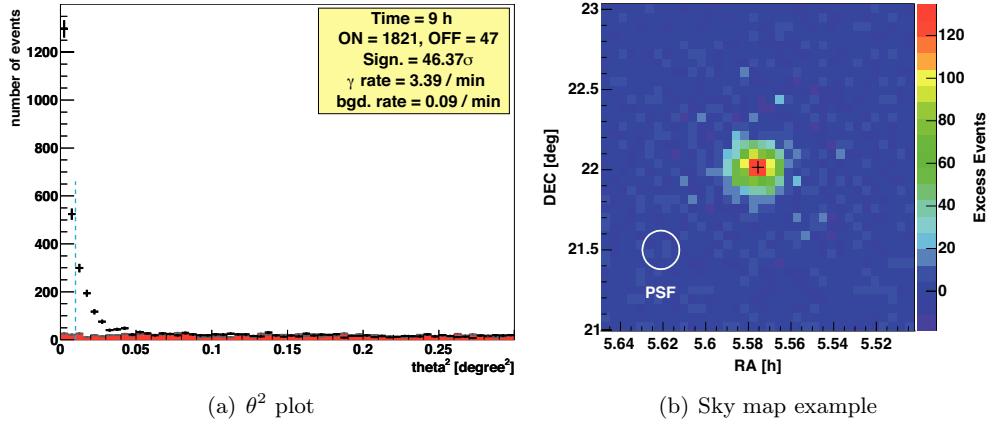 number of events
1200
1000
800
600
400
200
0
Time = 9 h
ON = 1821, OFF = 47
Sign. = 46.37σ
γ rate = 3.39 / min
bgd. rate = 0.09 / min
0 0.05 0.1 0.15 0.2 0.25
theta² [degree²]
(a) θ² plot
DEC [deg]
23
22.5
22
21.5
21
PSF
5.64 5.62 5.6 5.58 5.56 5.54 5.52
RA [h]
120
100
80
60
40
20
0
Excess Events
(b) Sky map example